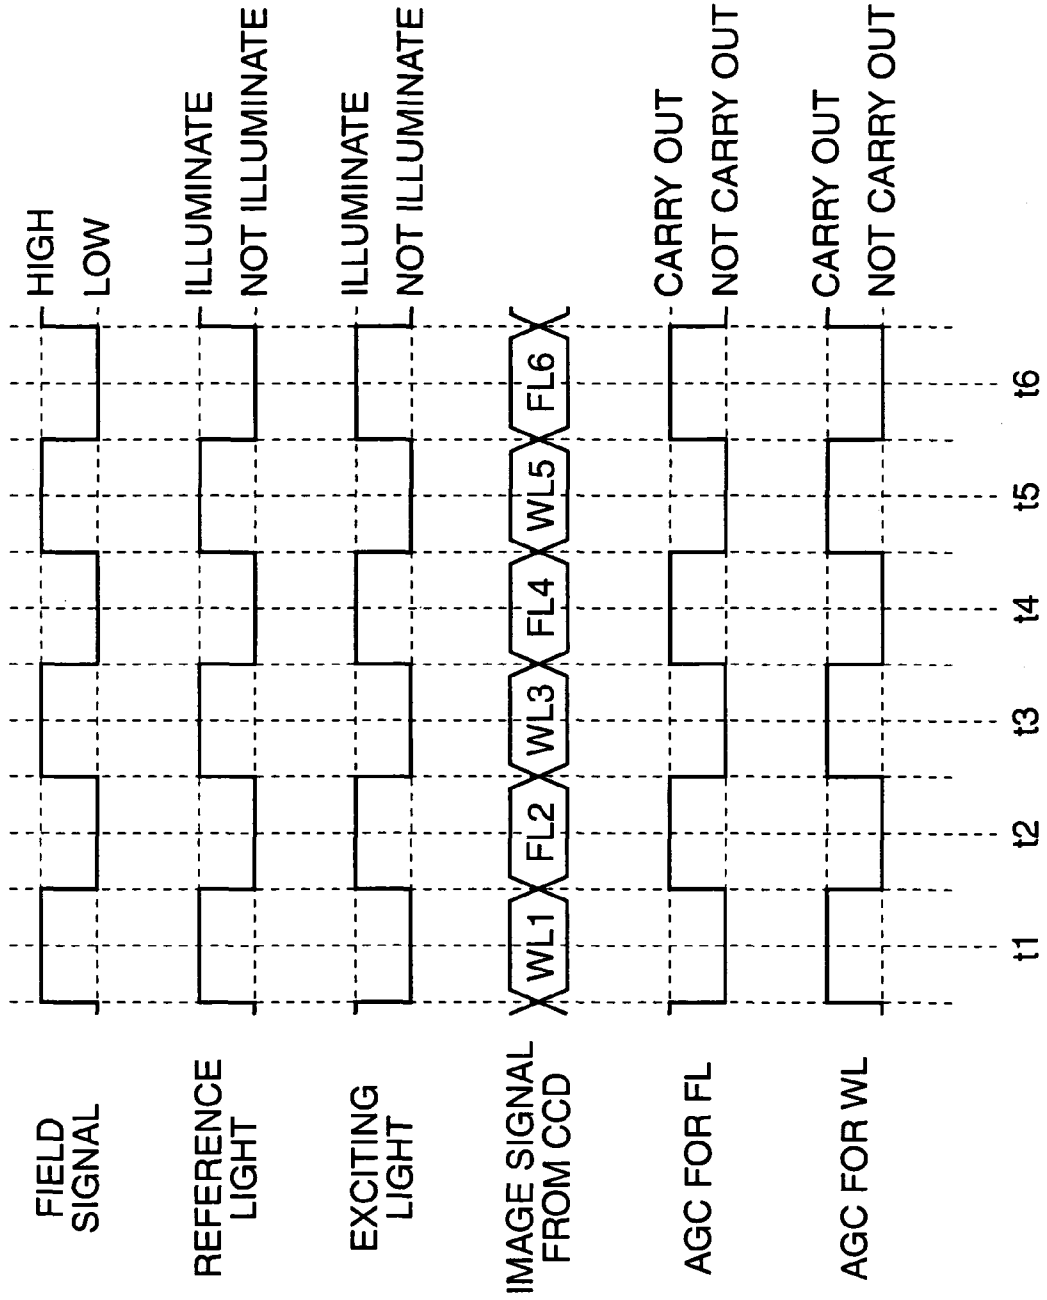 FIELD
SIGNAL
HIGH
LOW
REFERENCE
LIGHT
ILLUMINATE
NOT ILLUMINATE
EXCITING
LIGHT
ILLUMINATE
NOT ILLUMINATE
IMAGE SIGNAL
FROM CCD
WL1 FL2 WL3 FL4 WL5 FL6
AGC FOR FL
CARRY OUT
NOT CARRY OUT
AGC FOR WL
CARRY OUT
NOT CARRY OUT
t1 t2 t3 t4 t5 t6